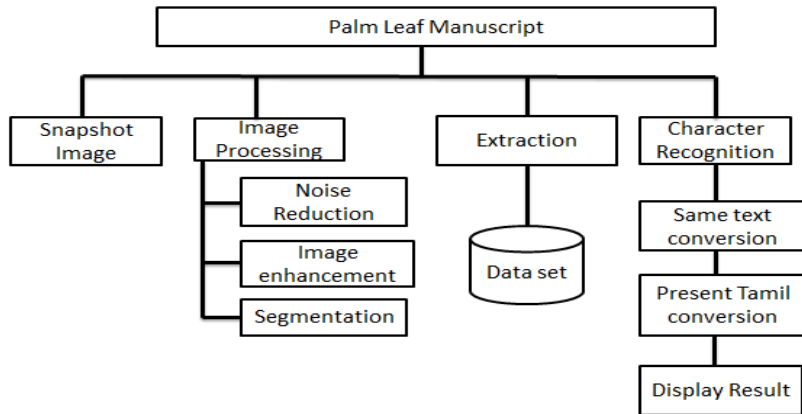 Palm Leaf Manuscript
Snapshot
Image
Image
Processing
Noise
Reduction
Image
enhancement
Segmentation
Extraction
Data set
Character
Recognition
Same text
conversion
Present Tamil
conversion
Display Result